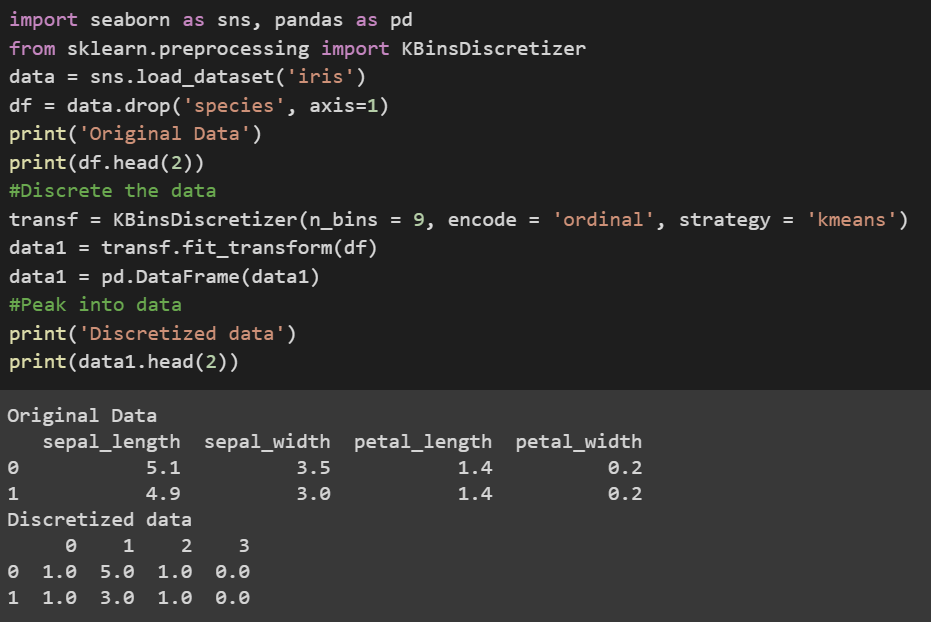 import seaborn as sns, pandas as pd
from sklearn.preprocessing import KBinsDiscretizer
data = sns.load_dataset('iris')
df = data.drop('species', axis=1)
print('Original Data')
print(df.head(2))
#Discrete the data
transf = KBinsDiscretizer(n_bins = 9, encode = 'ordinal', strategy = 'kmeans')
data1 = transf.fit_transform(df)
data1 = pd.DataFrame(data1)
#Peak into data
print('Discretized data')
print(data1.head(2))
Original Data
   sepal_length  sepal_width  petal_length  petal_width
0           5.1          3.5           1.4          0.2
1           4.9          3.0           1.4          0.2
Discretized data
     0    1    2    3
0  1.0  5.0  1.0  0.0
1  1.0  3.0  1.0  0.0